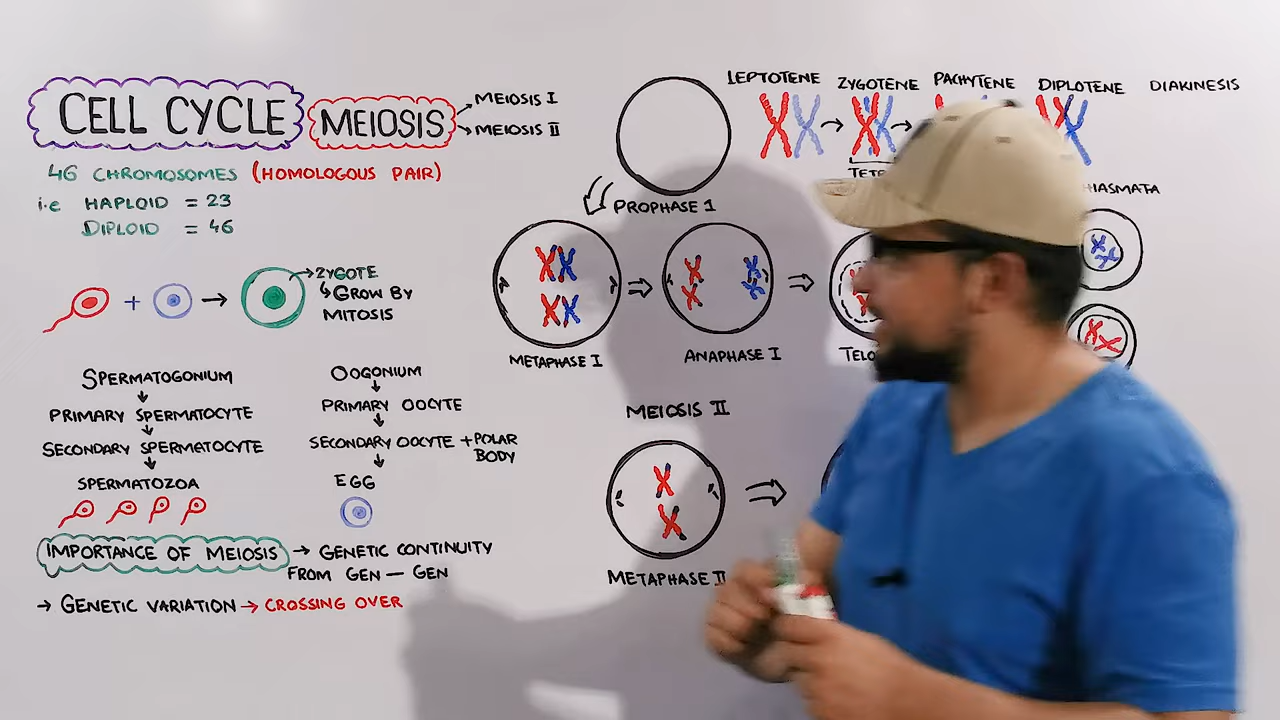 CELL CYCLE
MEIOSIS
MEIOSIS I
MEIOSIS II
46 CHROMOSOMES (HOMOLOGOUS PAIR)
i.e HAPLOID = 23
DIPLOID = 46
+
ZYGOTE
GROW BY
MITOSIS
SPERMATOGONIUM
PRIMARY SPERMATOCYTE
SECONDARY SPERMATOCYTE
SPERMATOZOA
OOGONIUM
PRIMARY OOCYTE
SECONDARY OOCYTE + POLAR
BODY
EGG
IMPORTANCE OF MEIOSIS → GENETIC CONTINUITY
FROM GEN — GEN
→ GENETIC VARIATION → CROSSING OVER
LEPTOTENE ZYGOTENE PACHYTENE DIPLOTENE DIAKINESIS
PROPHASE 1
METAPHASE I
ANAPHASE I
MEIOSIS II
METAPHASE II